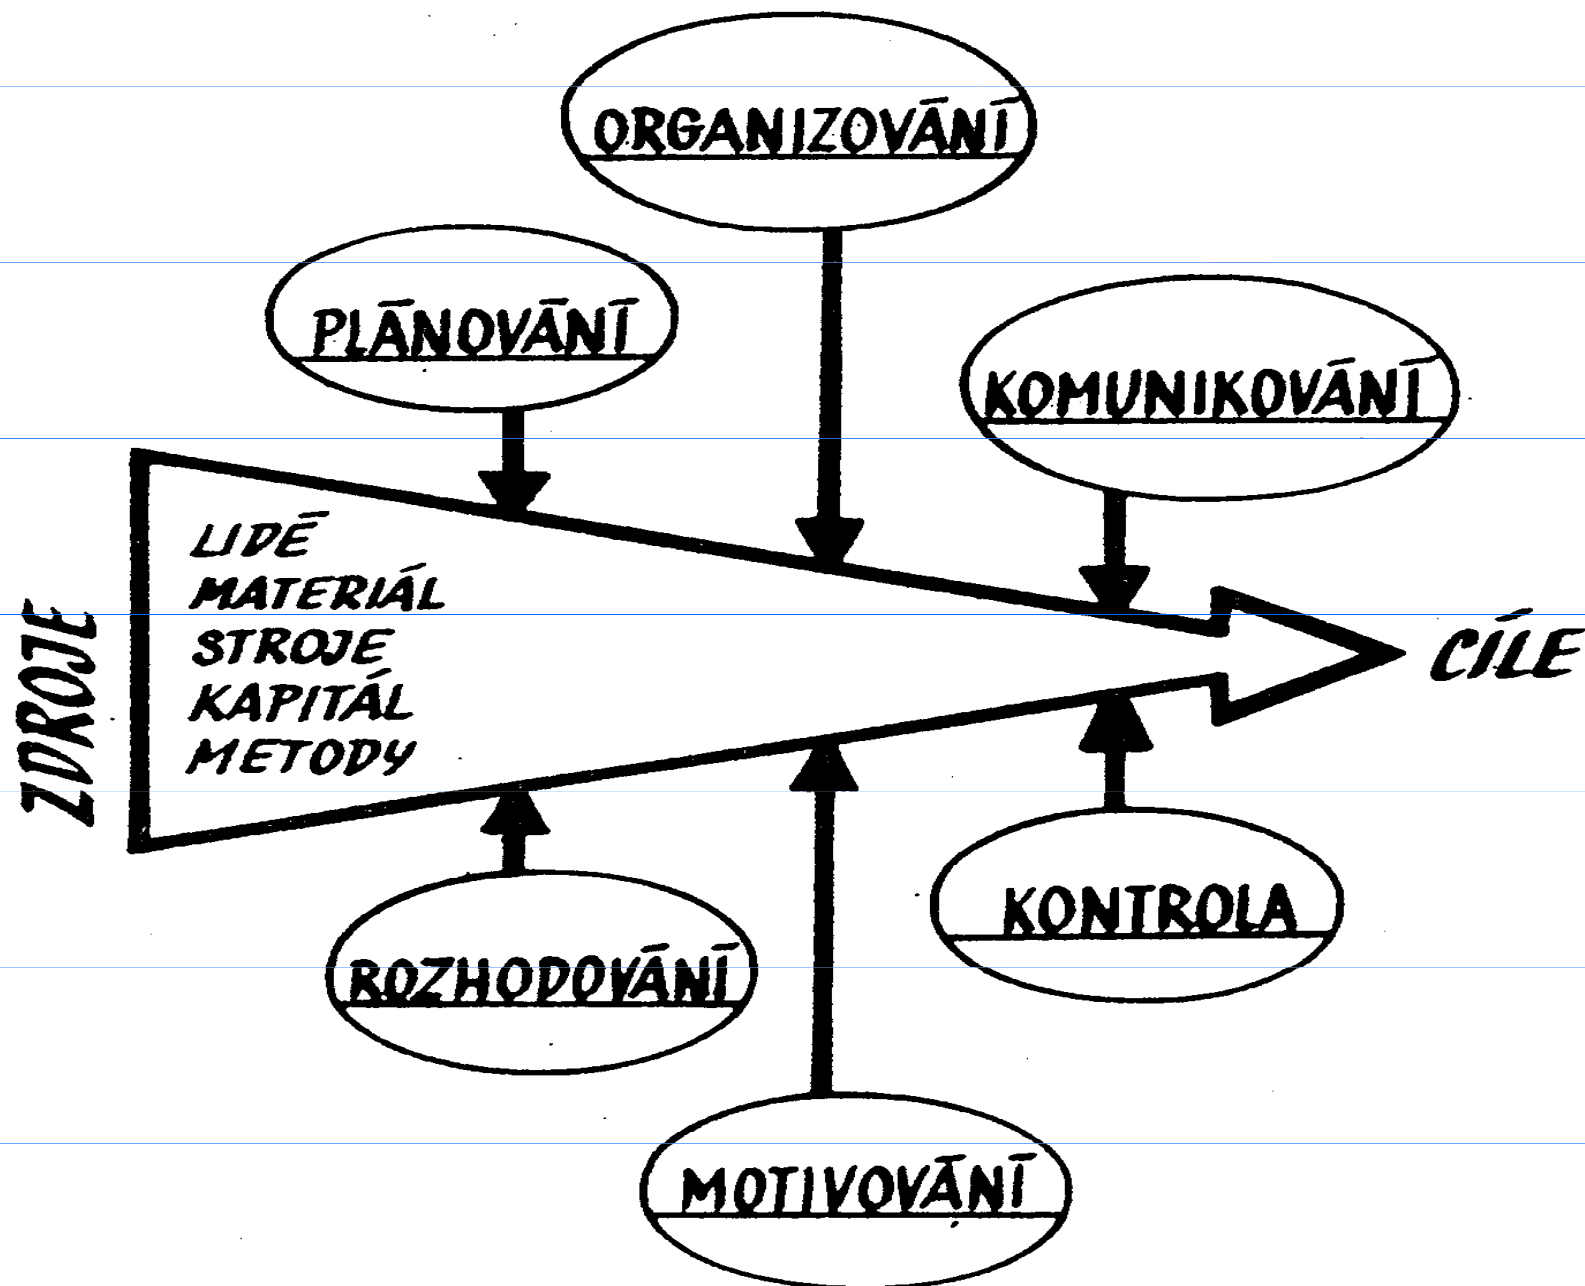 ORGANIZOVÁNÍ
PLÁNOVÁNÍ
KOMUNIKOVÁNÍ
ZDROJE
LIDÉ
MATERIÁL
STROJE
KAPITÁL
METODY
CÍLE
ROZHODOVÁNÍ
KONTROLA
MOTIVOVÁNÍ